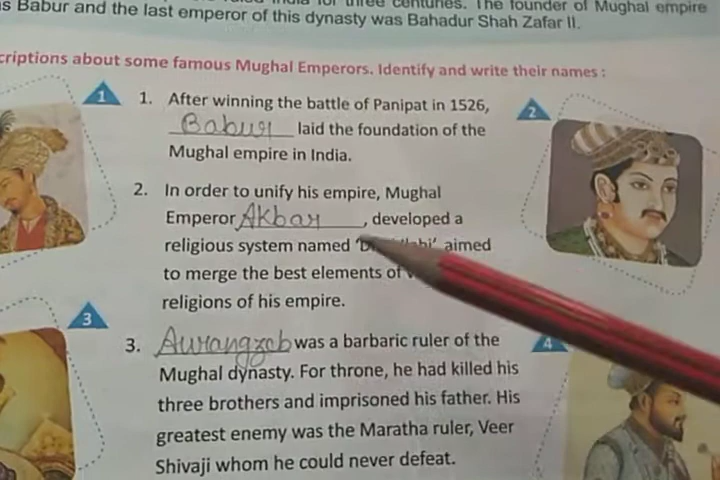 s Babur and the last emperor of this dynasty was Bahadur Shah Zafar II.
criptions about some famous Mughal Emperors. Identify and write their names :
1
1. After winning the battle of Panipat in 1526,
Babur laid the foundation of the
Mughal empire in India.
2
2. In order to unify his empire, Mughal
Emperor Akbar, developed a
religious system named aimed
to merge the best elements of
religions of his empire.
3
3. Aurangzeb was a barbaric ruler of the
Mughal dynasty. For throne, he had killed his
three brothers and imprisoned his father. His
greatest enemy was the Maratha ruler, Veer
Shivaji whom he could never defeat.
4